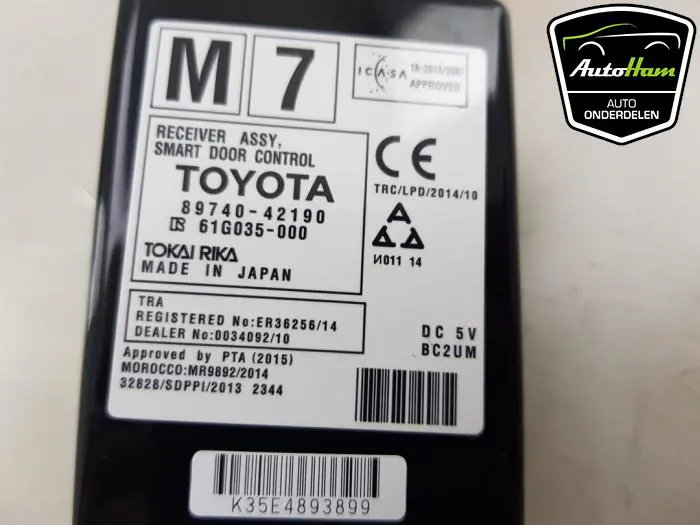 M 7
ICASA TA-2013/2087
APPROVED
RECEIVER ASSY,
SMART DOOR CONTROL
TOYOTA
89740-42190
61G035-000
TOKAI RIKA
MADE IN JAPAN
CE
TRC/LPD/2014/10
И011 14
TRA
REGISTERED No:ER36256/14
DEALER No:0034092/10
DC 5V
BC2UM
Approved by PTA (2015)
MOROCCO:MR9892/2014
32828/SDPPI/2013 2344
K35E4893899
AutoHam
AUTO
ONDERDELEN